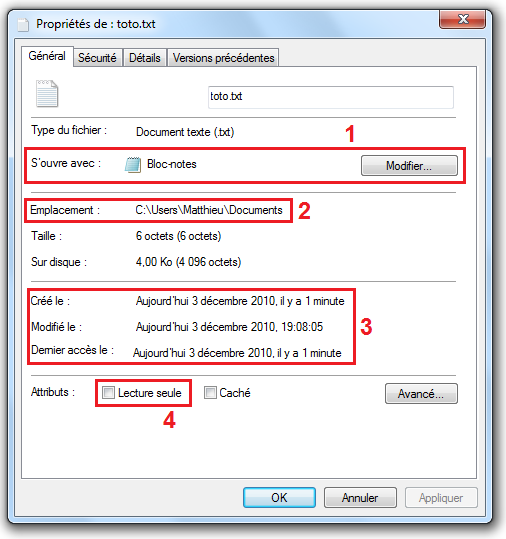 Propriétés de : toto.txt
Général Sécurité Détails Versions précédentes
toto.txt
Type du fichier : Document texte (.txt)
1
S'ouvre avec : Bloc-notes Modifier...
Emplacement : C:\Users\Matthieu\Documents 2
Taille : 6 octets (6 octets)
Sur disque : 4,00 Ko (4 096 octets)
Créé le : Aujourd'hui 3 décembre 2010, il y a 1 minute
Modifié le : Aujourd'hui 3 décembre 2010, 19:08:05 3
Dernier accès le : Aujourd'hui 3 décembre 2010, il y a 1 minute
Attributs : Lecture seule Caché Avancé...
4
OK Annuler Appliquer